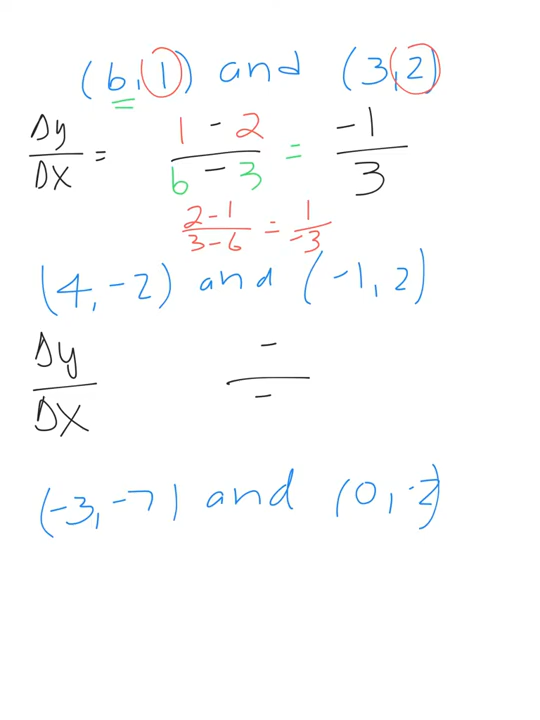 (6, 1) and (3, 2)
Δy/Δx = 1 - 2 / 6 - 3 = -1/3
2 - 1 / 3 - 6 = 1/-3
(4, -2) and (-1, 2)
Δy/Δx - / -
(-3, -7) and (0, -2)